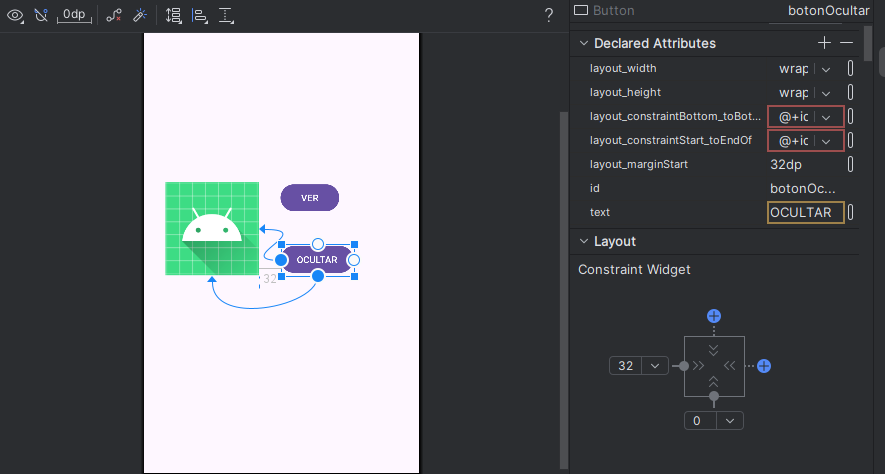 0dp
?
Button botonOcultar
Declared Attributes
layout_width wrap
layout_height wrap
layout_constraintBottom_toBot... @+ic
layout_constraintStart_toEndOf @+ic
layout_marginStart 32dp
id botonOc...
text OCULTAR
Layout
Constraint Widget
32
0
VER
OCULTAR
32